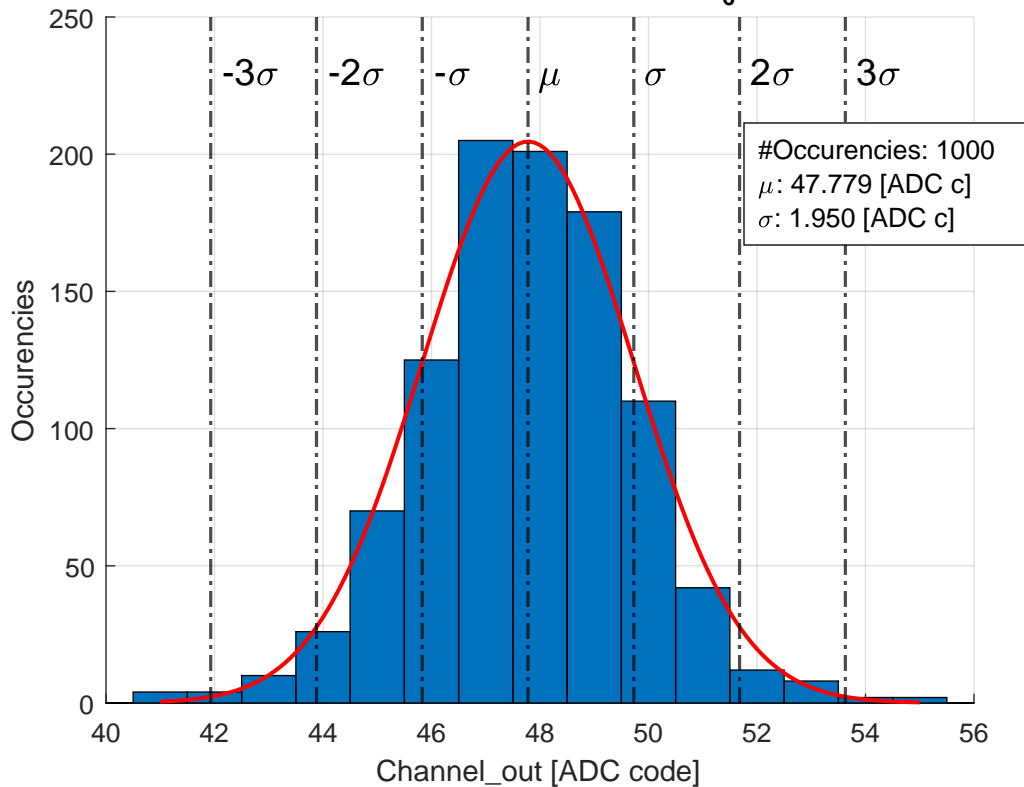 250
200
150
100
50
0
-3σ
-2σ
-σ
μ
σ
2σ
3σ
#Occurencies: 1000
μ: 47.779 [ADC c]
σ: 1.950 [ADC c]
Occurencies
40
42
44
46
48
50
52
54
56
Channel_out [ADC code]